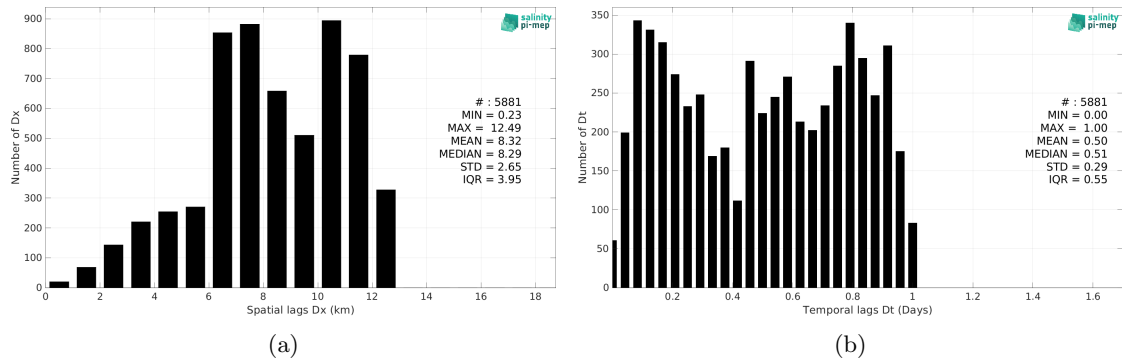 900
800
700
600
500
400
300
200
100
0
Number of Dx
0 2 4 6 8 10 12 14 16 18
Spatial lags Dx (km)
salinity
pi-mep
# : 5881
MIN = 0.23
MAX = 12.49
MEAN = 8.32
MEDIAN = 8.29
STD = 2.65
IQR = 3.95
(a)
350
300
250
200
150
100
50
0
Number of Dt
0.2 0.4 0.6 0.8 1 1.2 1.4 1.6
Temporal lags Dt (Days)
salinity
pi-mep
# : 5881
MIN = 0.00
MAX = 1.00
MEAN = 0.50
MEDIAN = 0.51
STD = 0.29
IQR = 0.55
(b)